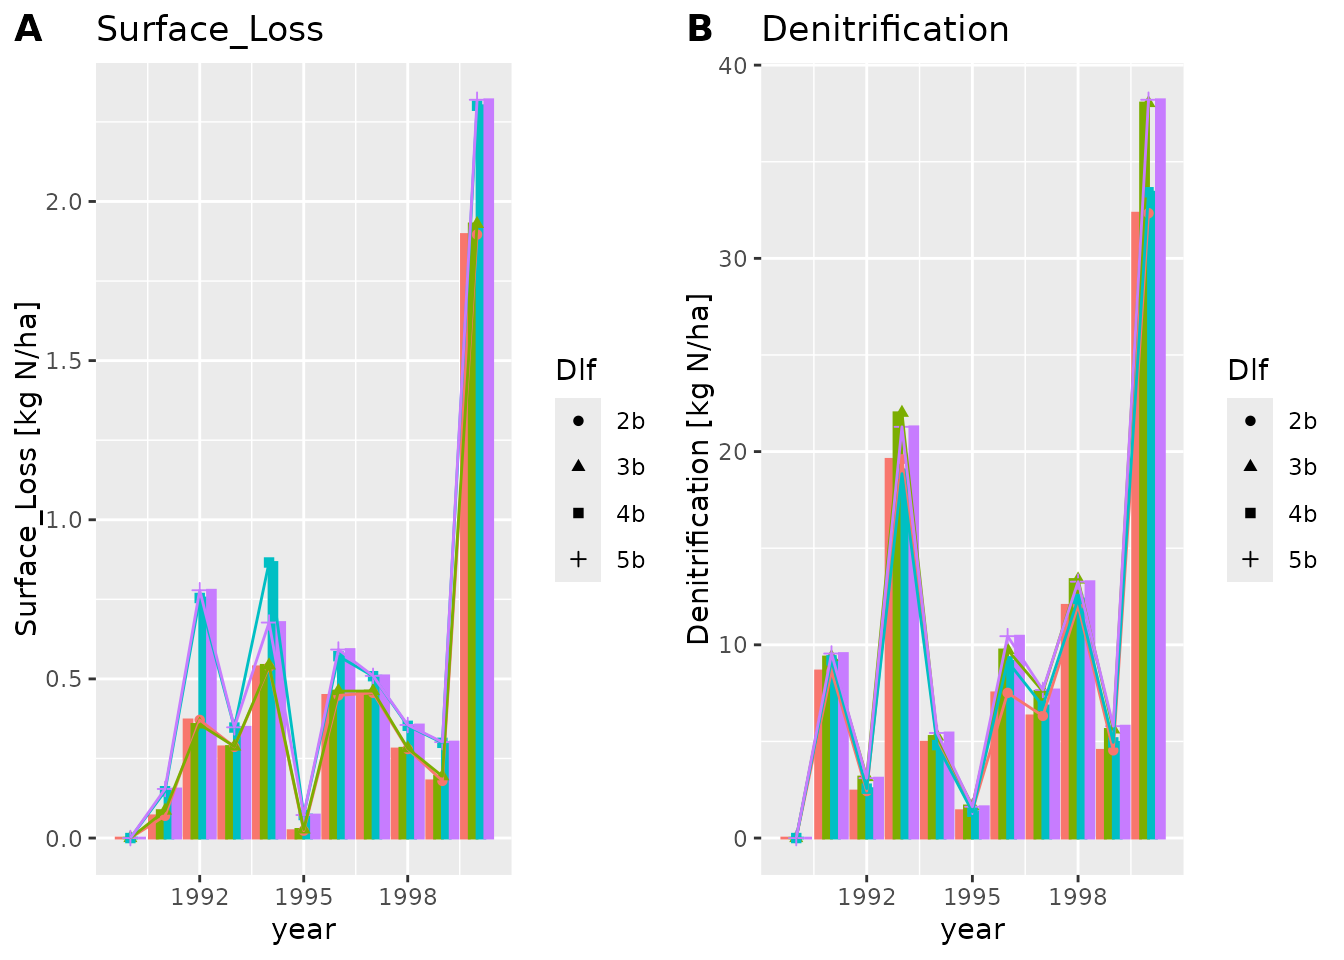 A Surface_Loss
Surface_Loss [kg N/ha]
2.0
1.5
1.0
0.5
0.0
1992 1995 1998
year
Dlf
2b
3b
4b
5b
B Denitrification
Denitrification [kg N/ha]
40
30
20
10
0
1992 1995 1998
year
Dlf
2b
3b
4b
5b